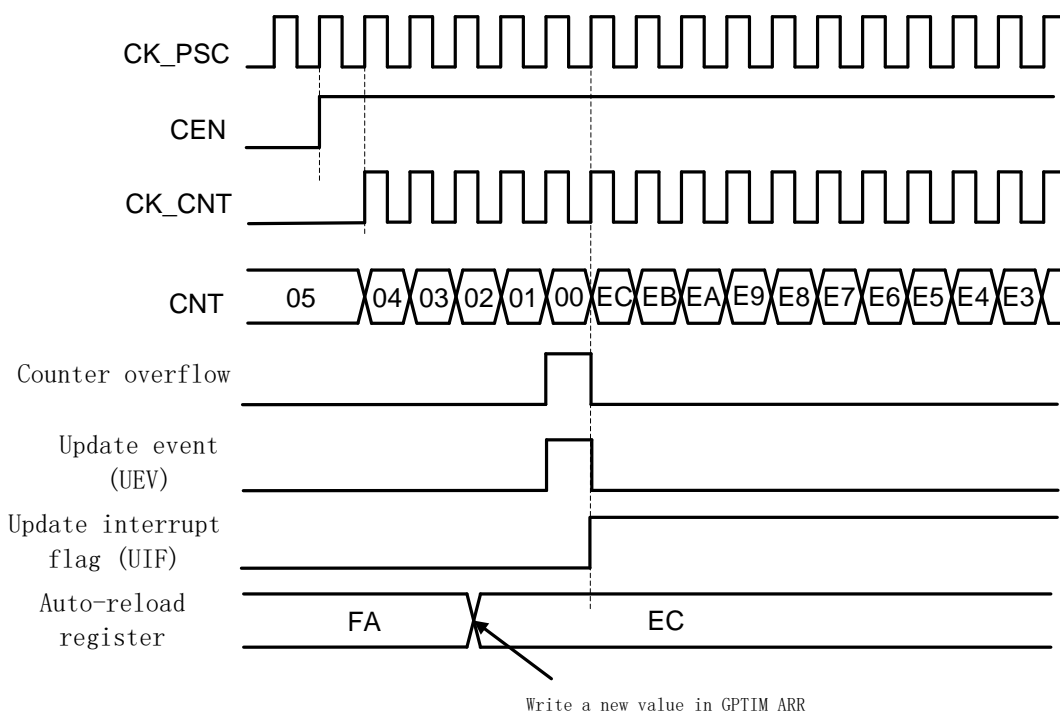 CK_PSC
CEN
CK_CNT
CNT
05 04 03 02 01 00 EC EB EA E9 E8 E7 E6 E5 E4 E3
Counter overflow
Update event
(UEV)
Update interrupt
flag (UIF)
Auto-reload
register
FA EC
Write a new value in GPTIM ARR